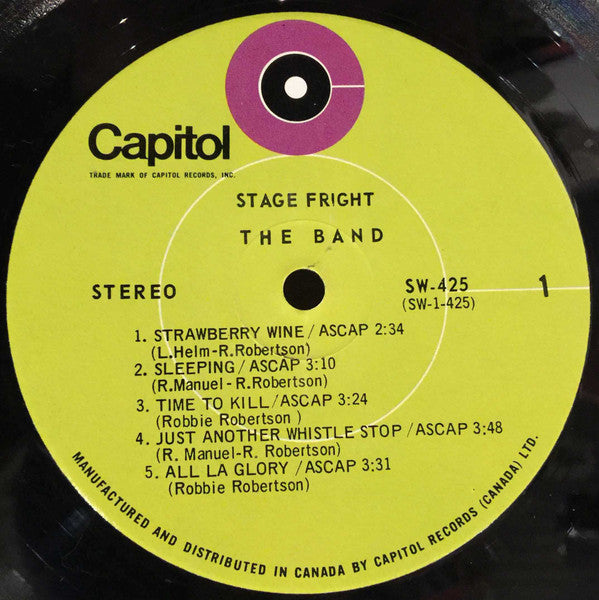 Capitol
TRADE MARK OF CAPITOL RECORDS, INC.
STAGE FRIGHT
THE BAND
STEREO
SW-425
(SW-1-425)
1
1. STRAWBERRY WINE/ASCAP 2:34
(L.Helm-R.Robertson)
2. SLEEPING/ASCAP 3:10
(R.Manuel-R.Robertson)
3. TIME TO KILL/ASCAP 3:24
(Robbie Robertson )
4. JUST ANOTHER WHISTLE STOP/ASCAP 3:48
(R. Manuel-R. Robertson)
5. ALL LA GLORY/ASCAP 3:31
(Robbie Robertson)
MANUFACTURED AND DISTRIBUTED IN CANADA BY CAPITOL RECORDS (CANADA) LTD.